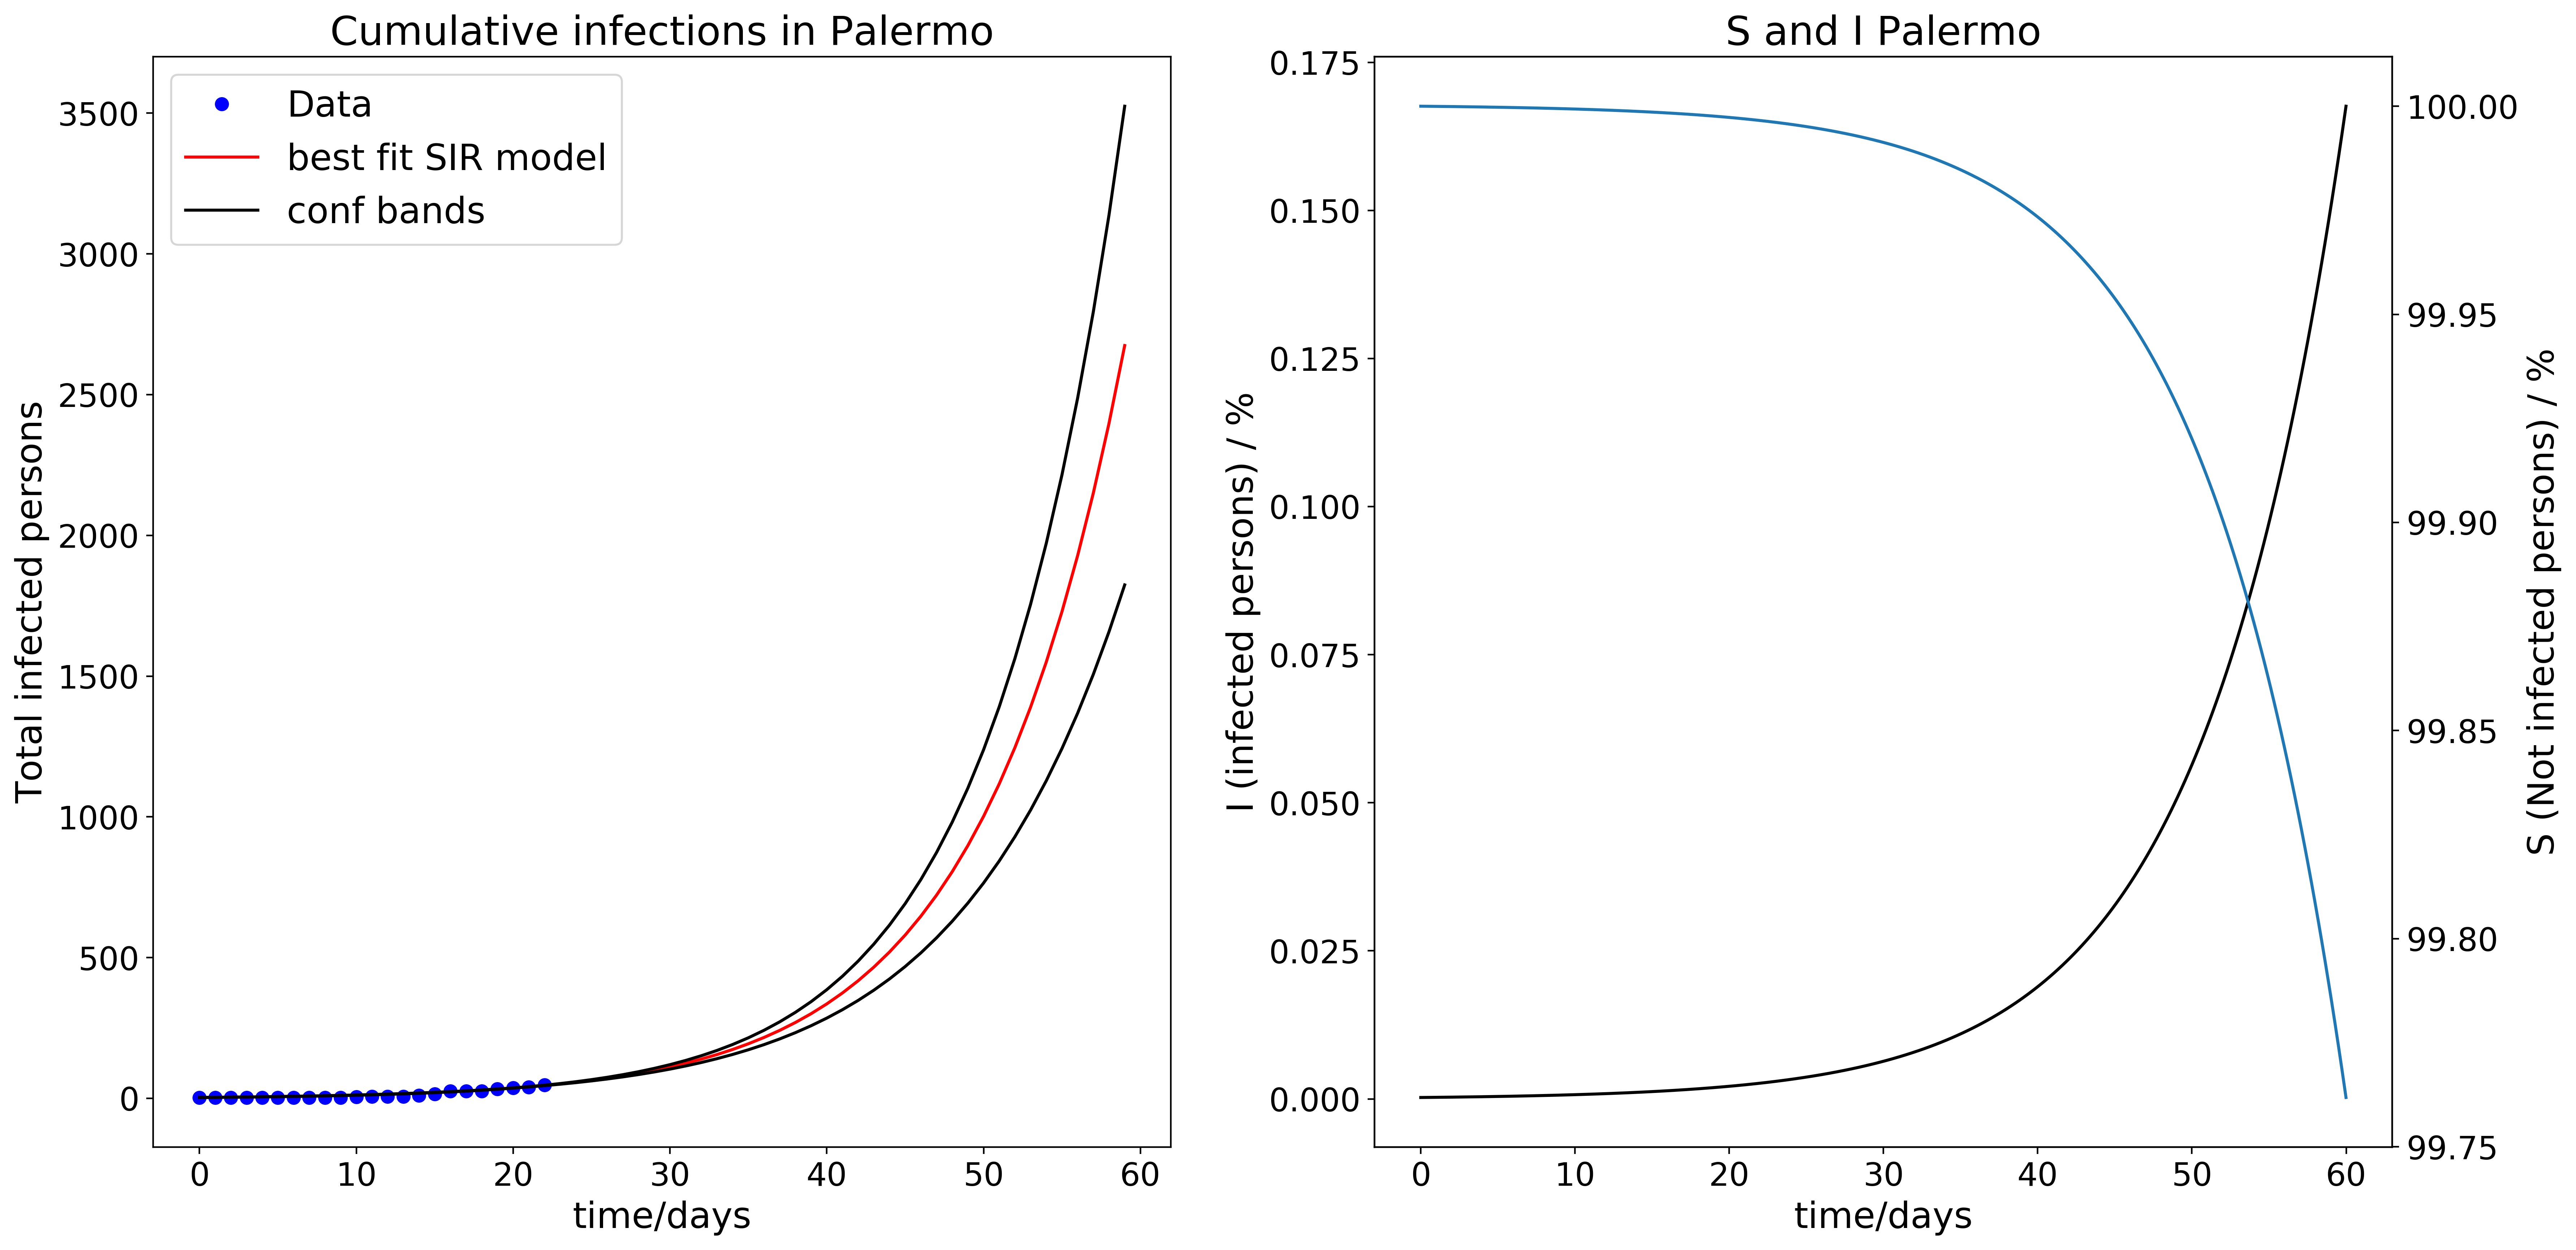 Cumulative infections in Palermo
Data
best fit SIR model
conf bands
3500
3000
2500
2000
1500
1000
500
0
Total infected persons
0 10 20 30 40 50 60
time/days
S and I Palermo
0.175
0.150
0.125
0.100
0.075
0.050
0.025
0.000
I (infected persons) / %
100.00
99.95
99.90
99.85
99.80
99.75
S (Not infected persons) / %
0 10 20 30 40 50 60
time/days